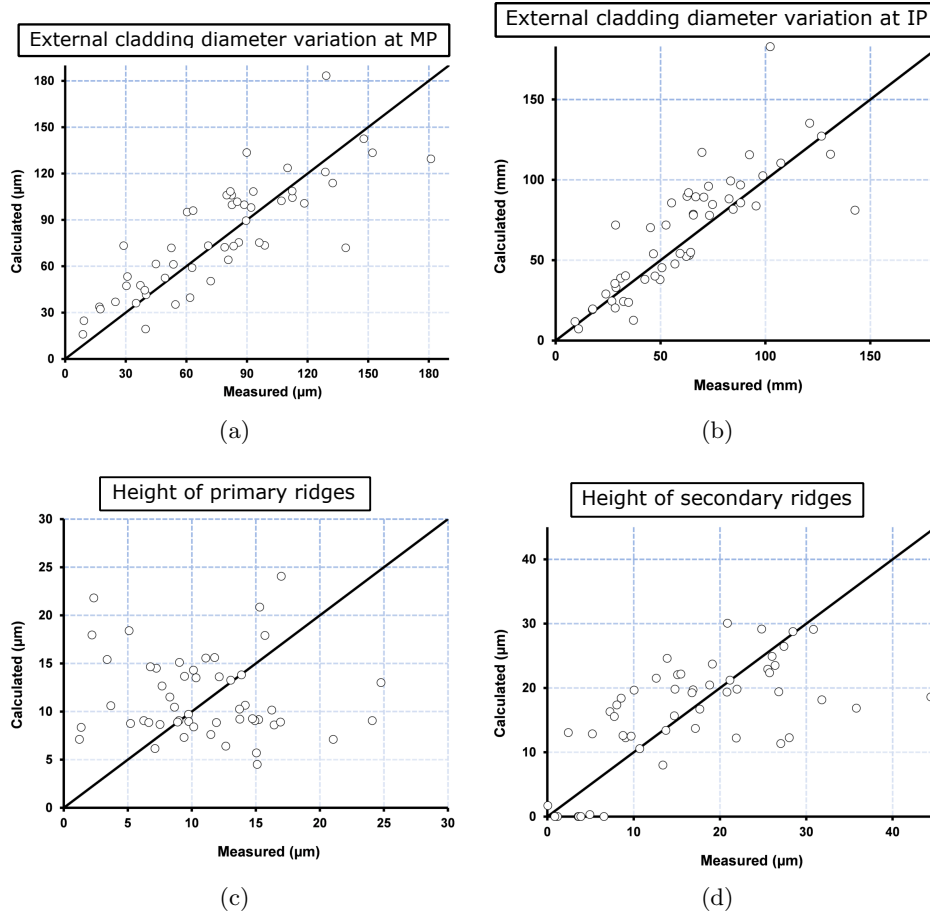 External cladding diameter variation at MP
180
150
120
90
60
30
0
Calculated (µm)
0 30 60 90 120 150 180
Measured (µm)
(a)
External cladding diameter variation at IP
150
100
50
0
Calculated (mm)
0 50 100 150
Measured (mm)
(b)
Height of primary ridges
30
25
20
15
10
5
0
Calculated (µm)
0 5 10 15 20 25 30
Measured (µm)
(c)
Height of secondary ridges
40
30
20
10
0
Calculated (µm)
0 10 20 30 40
Measured (µm)
(d)